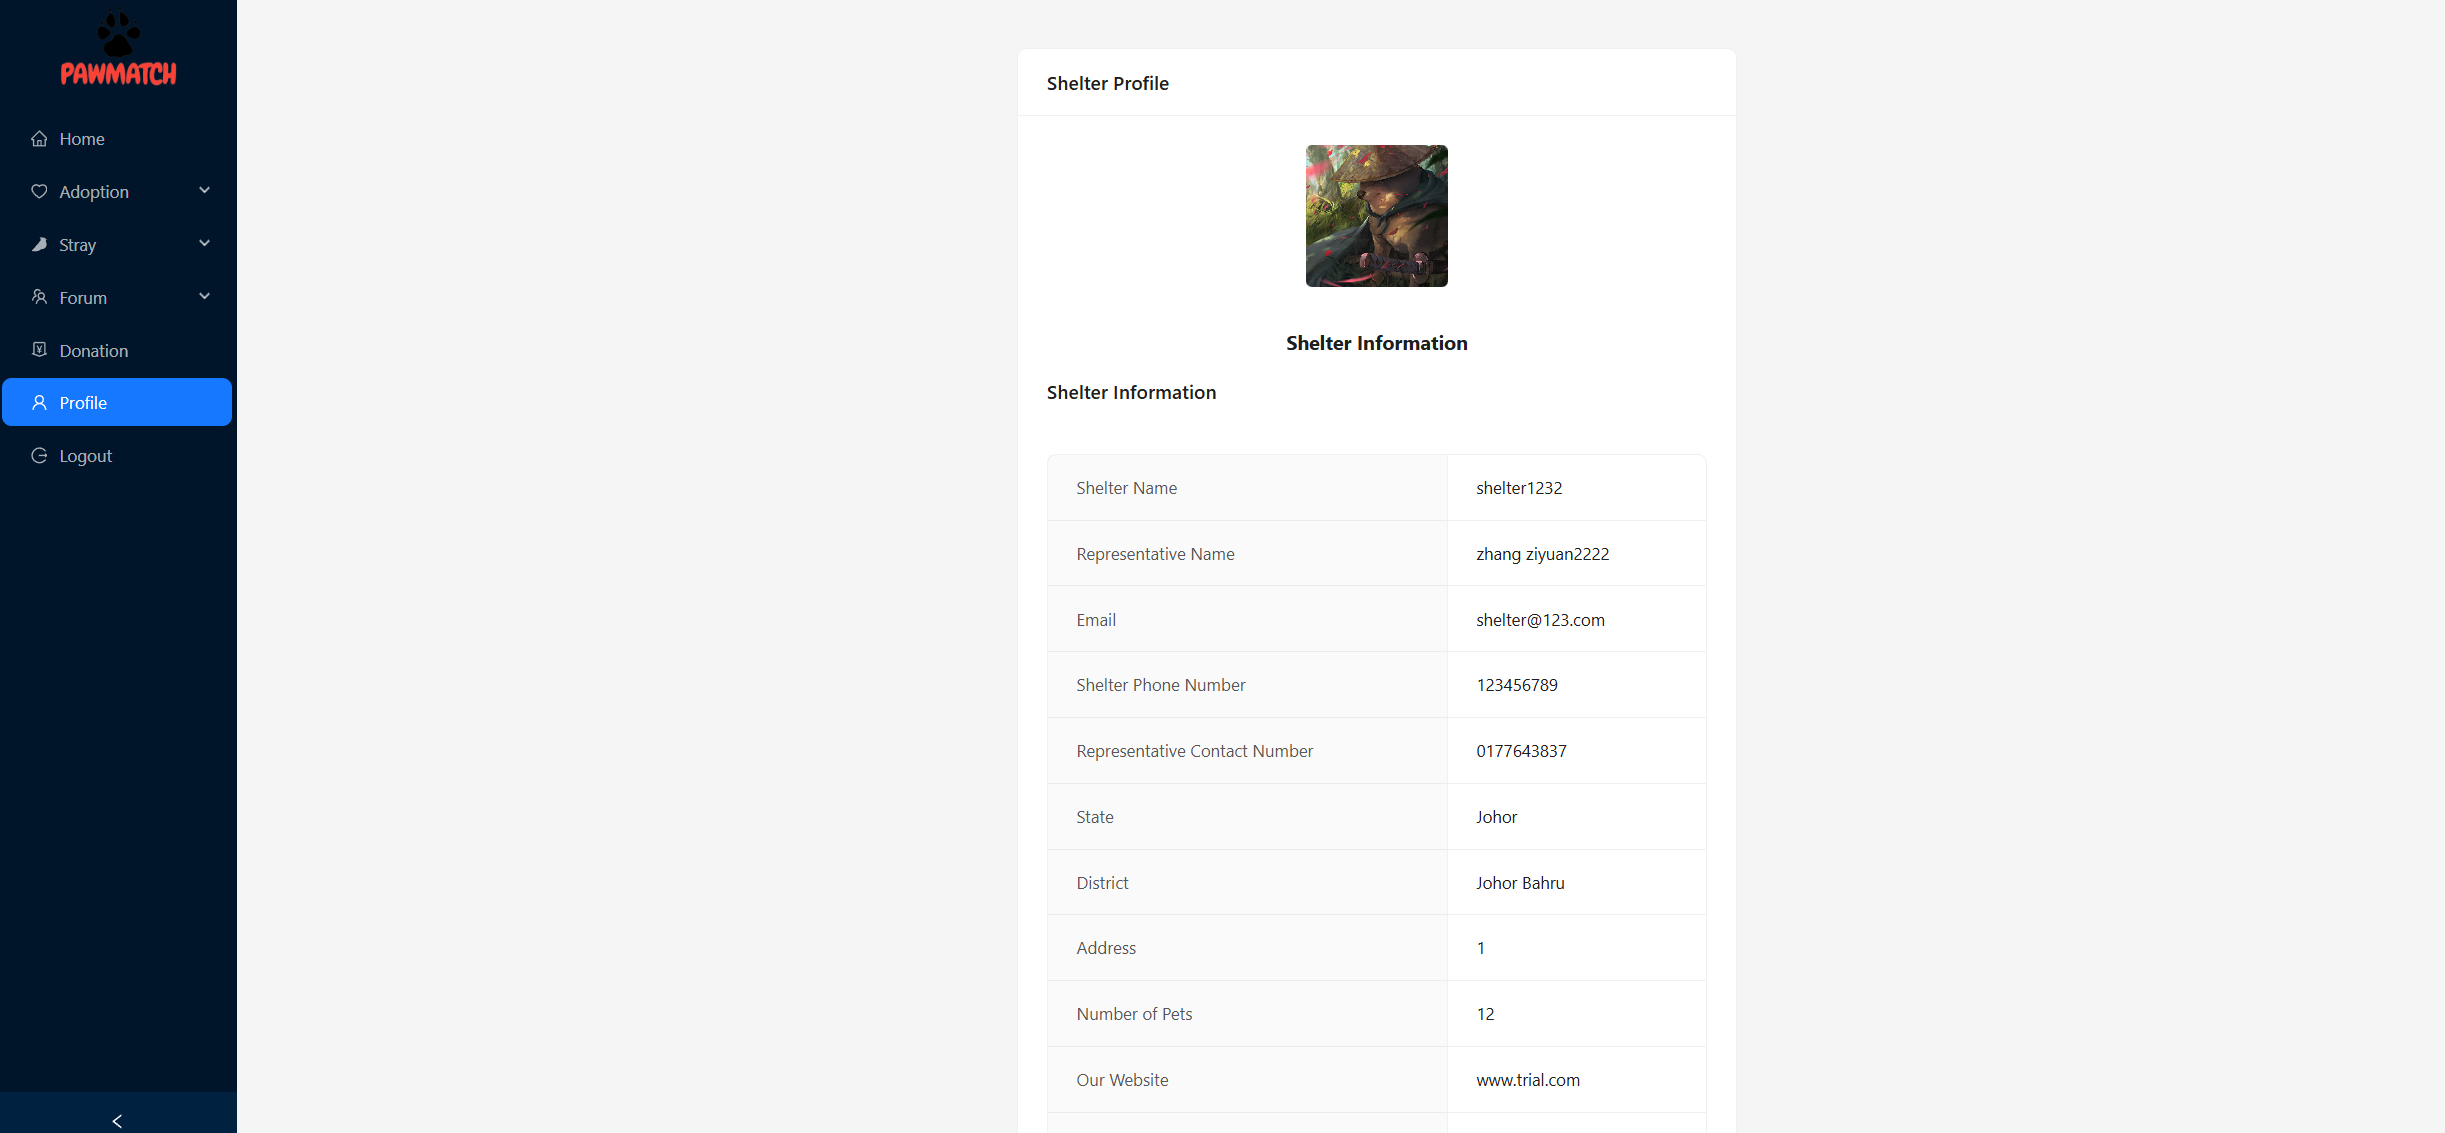 PAWMATCH
Home
Adoption
Stray
Forum
Donation
Profile
Logout
Shelter Profile
Shelter Information
Shelter Information
Shelter Name shelter1232
Representative Name zhang ziyuan2222
Email shelter@123.com
Shelter Phone Number 123456789
Representative Contact Number 0177643837
State Johor
District Johor Bahru
Address 1
Number of Pets 12
Our Website www.trial.com